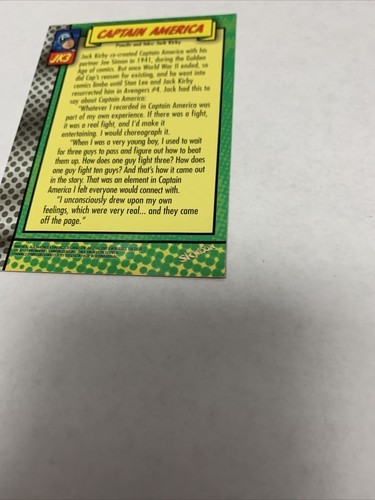 CAPTAIN AMERICA
Pencils and Inks: Jack Kirby
JK3
Jack Kirby co-created Captain America with his
partner Joe Simon in 1941, during the Golden
Age of comics. But once World War II ended, so
did Cap's reason for existing, and he went into
comics limbo until Stan Lee and Jack Kirby
resurrected him in Avengers #4. Jack had this to
say about Captain America:
"Whatever I recorded in Captain America was
part of my own experience. If there was a fight,
it was a real fight, and I'd make it
entertaining. I would choreograph it.
"When I was a very young boy, I used to wait
for three guys to pass and figure out how to beat
them up. How does one guy fight three? How does
one guy fight ten guys? And that's how it came out
in the story. That was an element in Captain
America I felt everyone would connect with.
"I unconsciously drew upon my own
feelings, which were very real... and they came
off the page."
SKYBOX